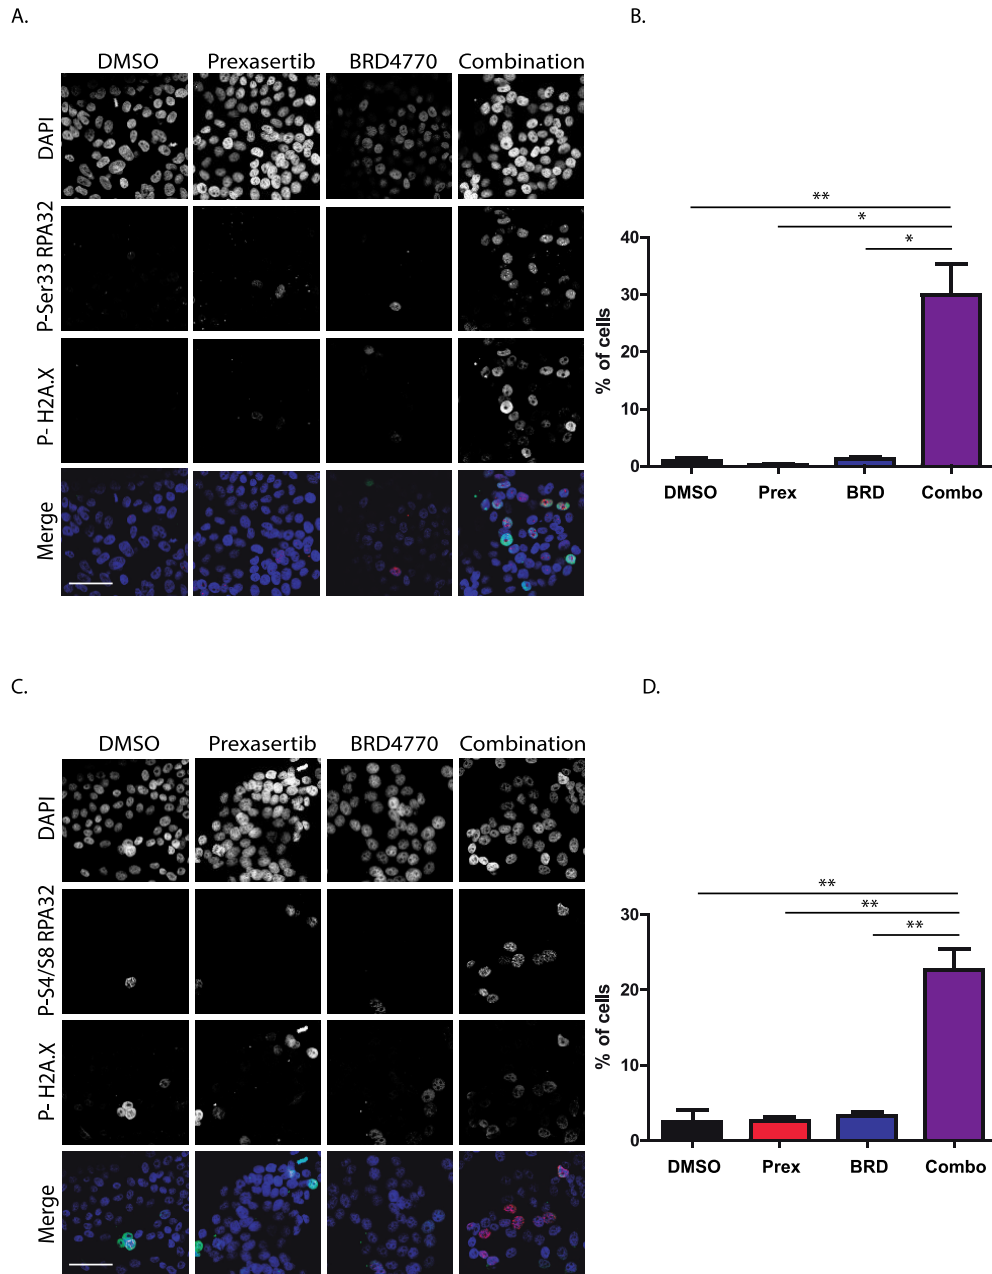 A.
DMSO Prexasertib BRD4770 Combination
DAPI
P-Ser33 RPA32
P- H2A.X
Merge
B.
**
*
*
40
30
20
10
0
% of cells
DMSO Prex BRD Combo
C.
DMSO Prexasertib BRD4770 Combination
DAPI
P-S4/S8 RPA32
P- H2A.X
Merge
D.
**
**
**
30
20
10
0
% of cells
DMSO Prex BRD Combo